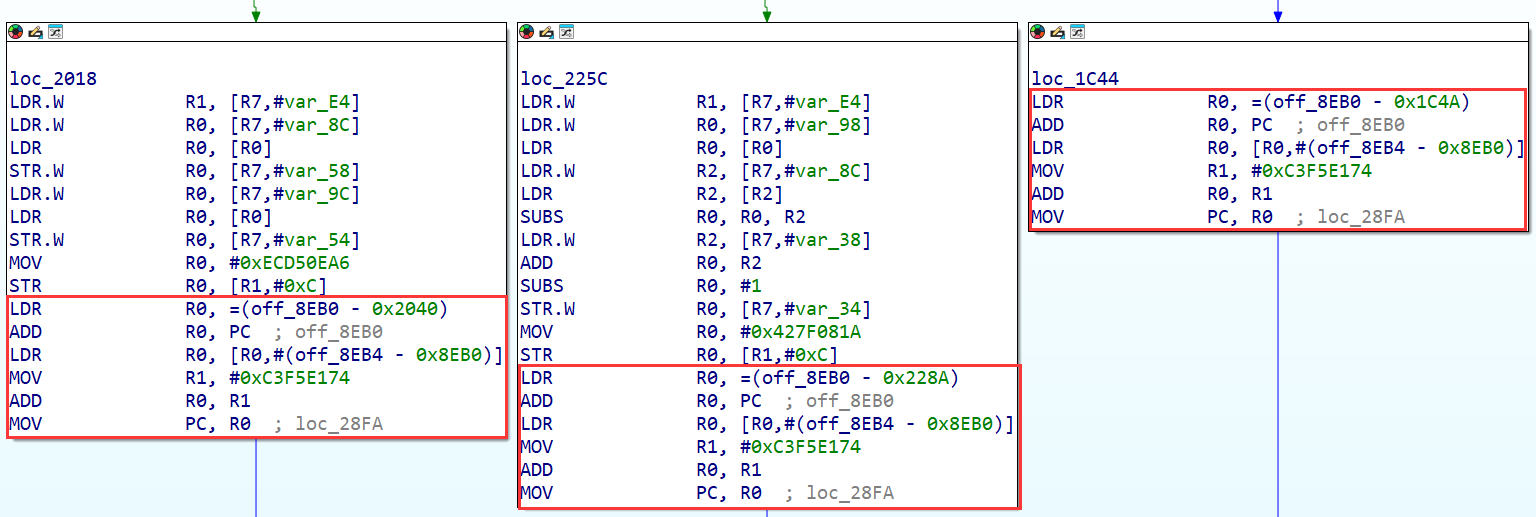 loc_2018
LDR.W R1, [R7,#var_E4]
LDR.W R0, [R7,#var_8C]
LDR R0, [R0]
STR.W R0, [R7,#var_58]
LDR.W R0, [R7,#var_9C]
LDR R0, [R0]
STR.W R0, [R7,#var_54]
MOV R0, #0xECD50EA6
STR R0, [R1,#0xC]
LDR R0, =(off_8EB0 - 0x2040)
ADD R0, PC ; off_8EB0
LDR R0, [R0,#(off_8EB4 - 0x8EB0)]
MOV R1, #0xC3F5E174
ADD R0, R1
MOV PC, R0 ; loc_28FA
loc_225C
LDR.W R1, [R7,#var_E4]
LDR.W R0, [R7,#var_98]
LDR R0, [R0]
LDR.W R2, [R7,#var_8C]
LDR R2, [R2]
SUBS R0, R0, R2
LDR.W R2, [R7,#var_38]
ADD R0, R2
SUBS R0, #1
STR.W R0, [R7,#var_34]
MOV R0, #0x427F081A
STR R0, [R1,#0xC]
LDR R0, =(off_8EB0 - 0x228A)
ADD R0, PC ; off_8EB0
LDR R0, [R0,#(off_8EB4 - 0x8EB0)]
MOV R1, #0xC3F5E174
ADD R0, R1
MOV PC, R0 ; loc_28FA
loc_1C44
LDR R0, =(off_8EB0 - 0x1C4A)
ADD R0, PC ; off_8EB0
LDR R0, [R0,#(off_8EB4 - 0x8EB0)]
MOV R1, #0xC3F5E174
ADD R0, R1
MOV PC, R0 ; loc_28FA